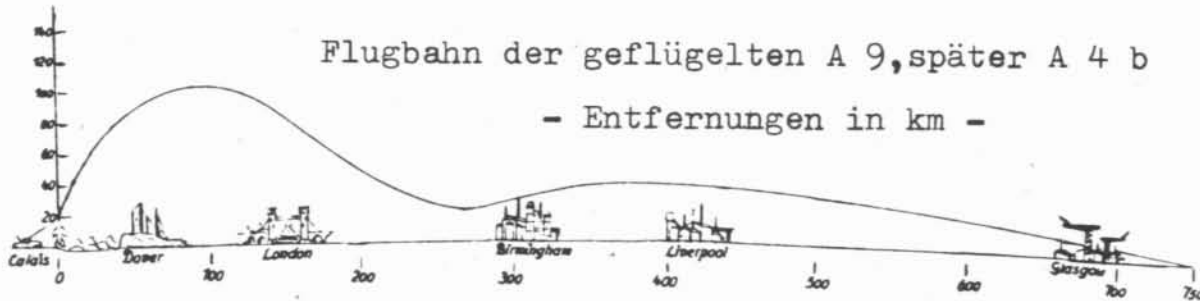 140
120
100
80
60
40
20
Flugbahn der geflügelten A 9,später A 4 b
- Entfernungen in km -
Calais Dover London Birmingham Liverpool Glasgow
0 100 200 300 400 500 600 700 750